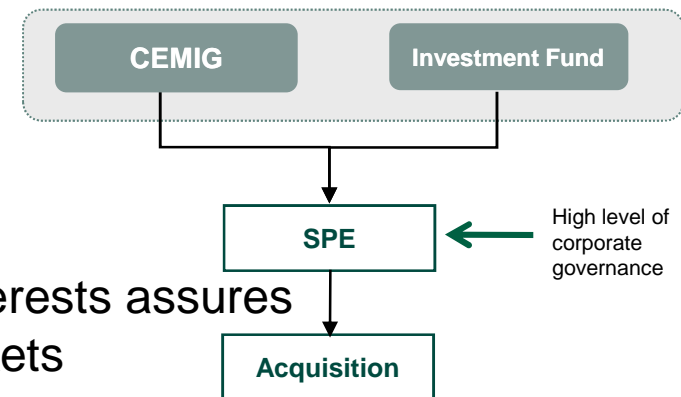 CEMIG
Investment Fund
SPE
High level of
corporate
governance
erests assures
ets
Acquisition